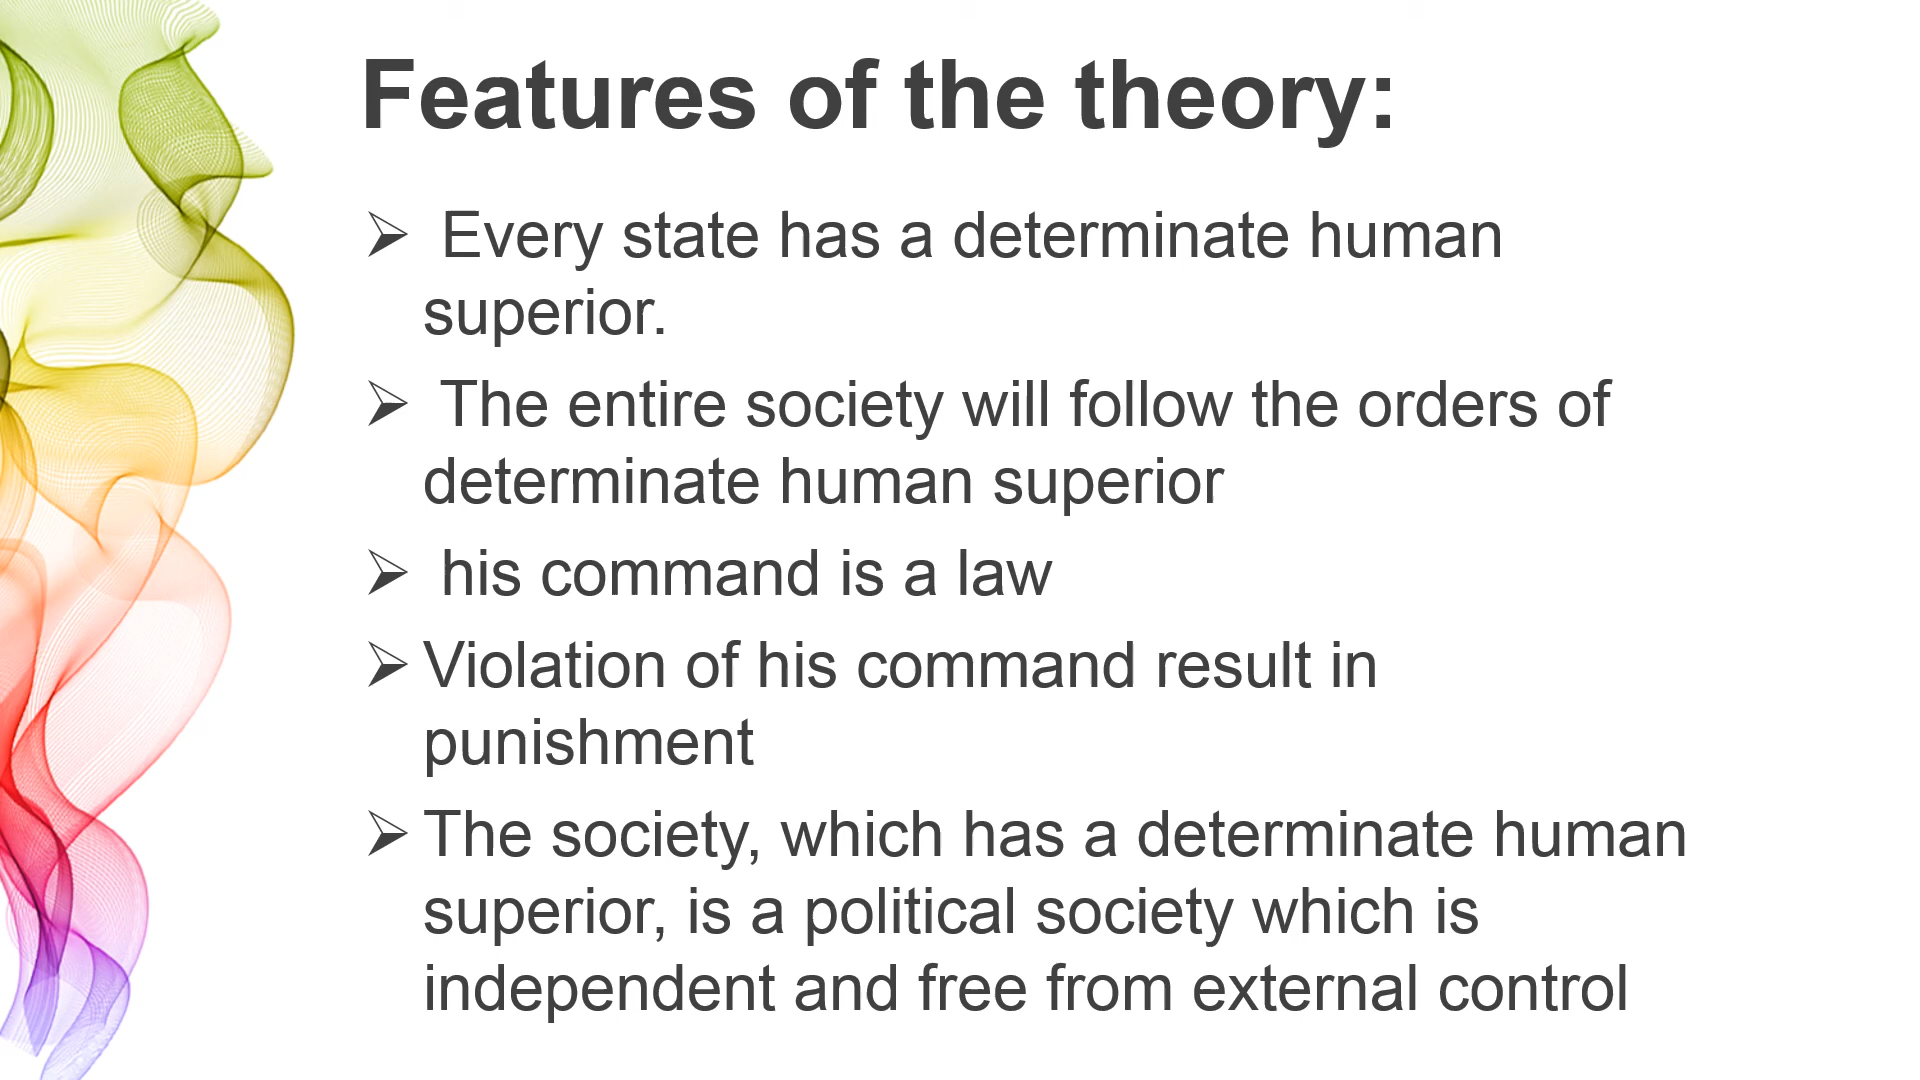 Features of the theory:
➢ Every state has a determinate human
superior.
➢ The entire society will follow the orders of
determinate human superior
➢ his command is a law
➢ Violation of his command result in
punishment
➢ The society, which has a determinate human
superior, is a political society which is
independent and free from external control